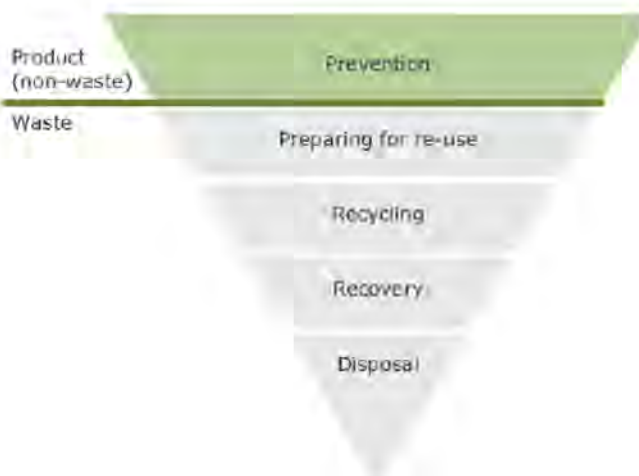 Product
(non-waste)
Prevention
Waste
Preparing for re-use
Recycling
Recovery
Disposal